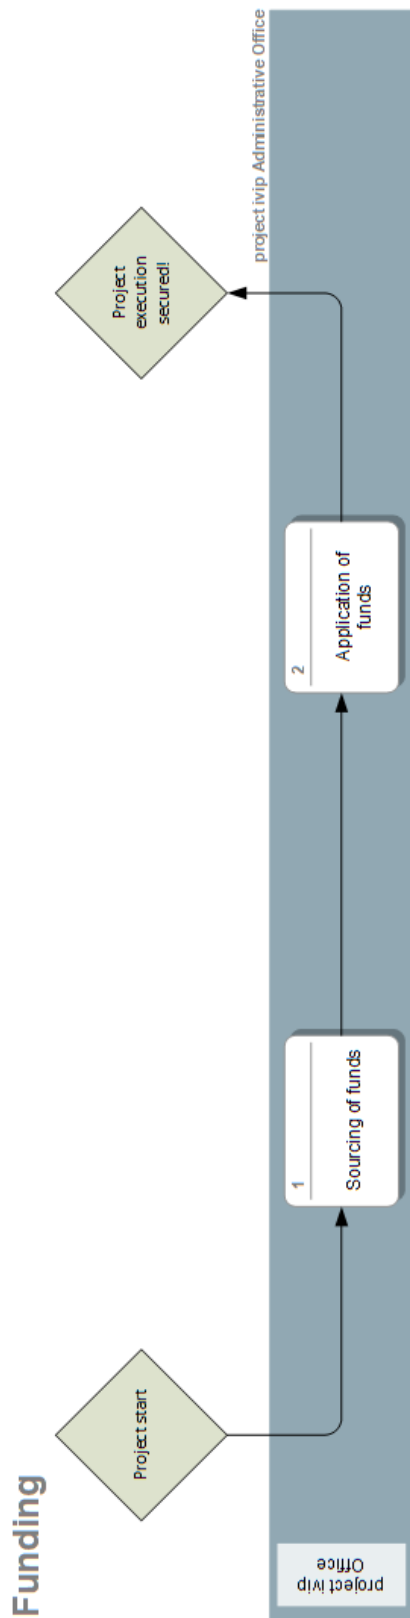 Funding
project ivip Administrative Office
project ivip
Office
Project start
1
Sourcing of funds
2
Application of
funds
Project
execution
secured!